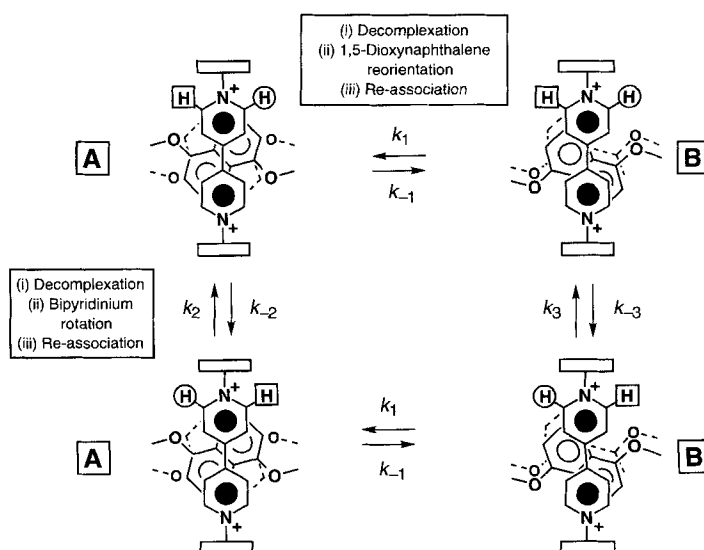 (i) Decomplexation
(ii) 1,5-Dioxynaphthalene
reorientation
(iii) Re-association
H N+ H
O O
O O
N+
A
k1
k–1
H N+ H
O O
O O
N+
B
(i) Decomplexation
(ii) Bipyridinium
rotation
(iii) Re-association
k2 k–2
k3 k–3
H N+ H
O O
O O
N+
A
k1
k–1
H N+ H
O O
O O
N+
B